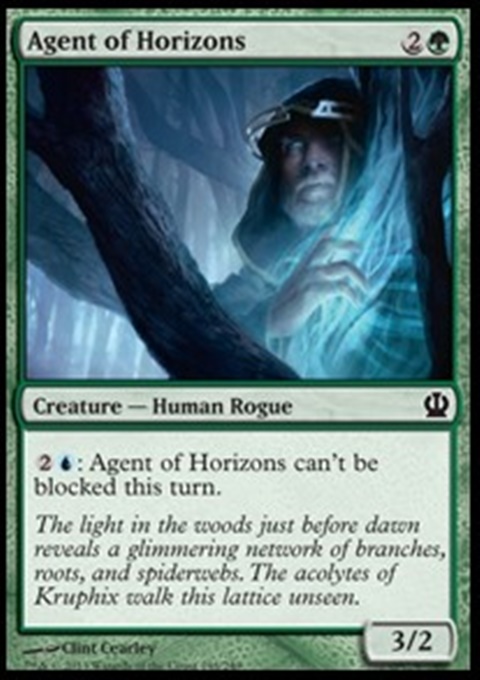 Agent of Horizons 2
Creature — Human Rogue
2 : Agent of Horizons can't be
blocked this turn.
The light in the woods just before dawn
reveals a glimmering network of branches,
roots, and spiderwebs. The acolytes of
Kruphix walk this lattice unseen.
Clint Cearley
3/2